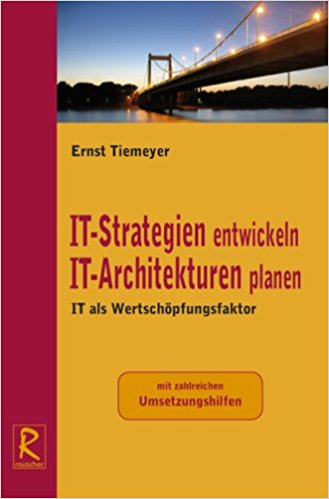 Ernst Tiemeyer
IT-Strategien entwickeln
IT-Architekturen planen
IT als Wertschöpfungsfaktor
mit zahlreichen
Umsetzungshilfen
R
rauscher